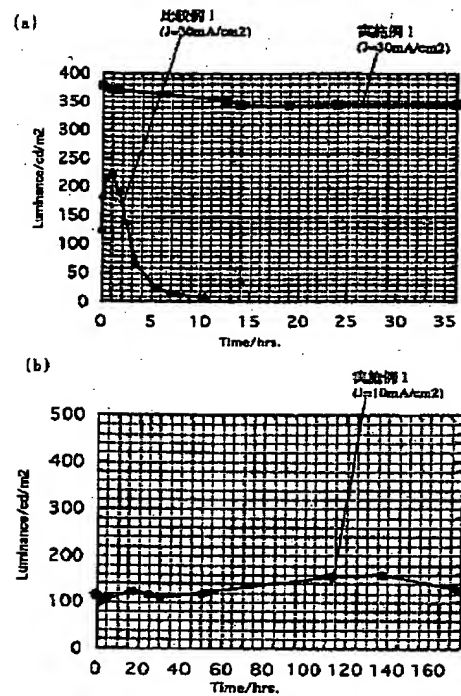 (a)
比較例 1
(J=30mA/cm2)
実施例 1
(J=30mA/cm2)
400
350
300
250
200
150
100
50
0
Luminance/cd/m2
0 5 10 15 20 25 30 35
Time/hrs.
(b)
実施例 1
(J=10mA/cm2)
500
400
300
200
100
0
Luminance/cd/m2
0 20 40 60 80 100 120 140 160
Time/hrs.